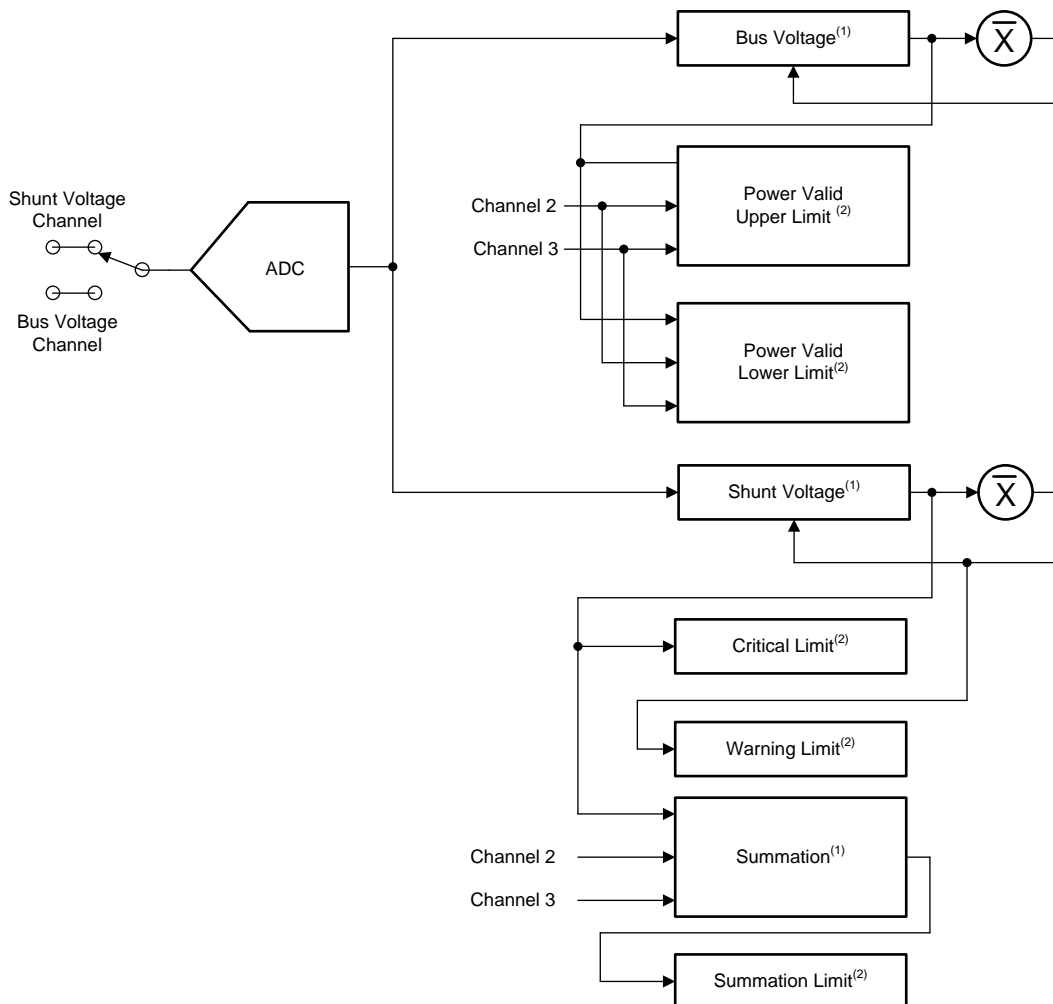 Bus Voltage(1)
X̅
Shunt Voltage
Channel
Channel 2
Channel 3
Power Valid
Upper Limit (2)
ADC
Bus Voltage
Channel
Power Valid
Lower Limit(2)
Shunt Voltage(1)
X̅
Critical Limit(2)
Warning Limit(2)
Channel 2
Channel 3
Summation(1)
Summation Limit(2)